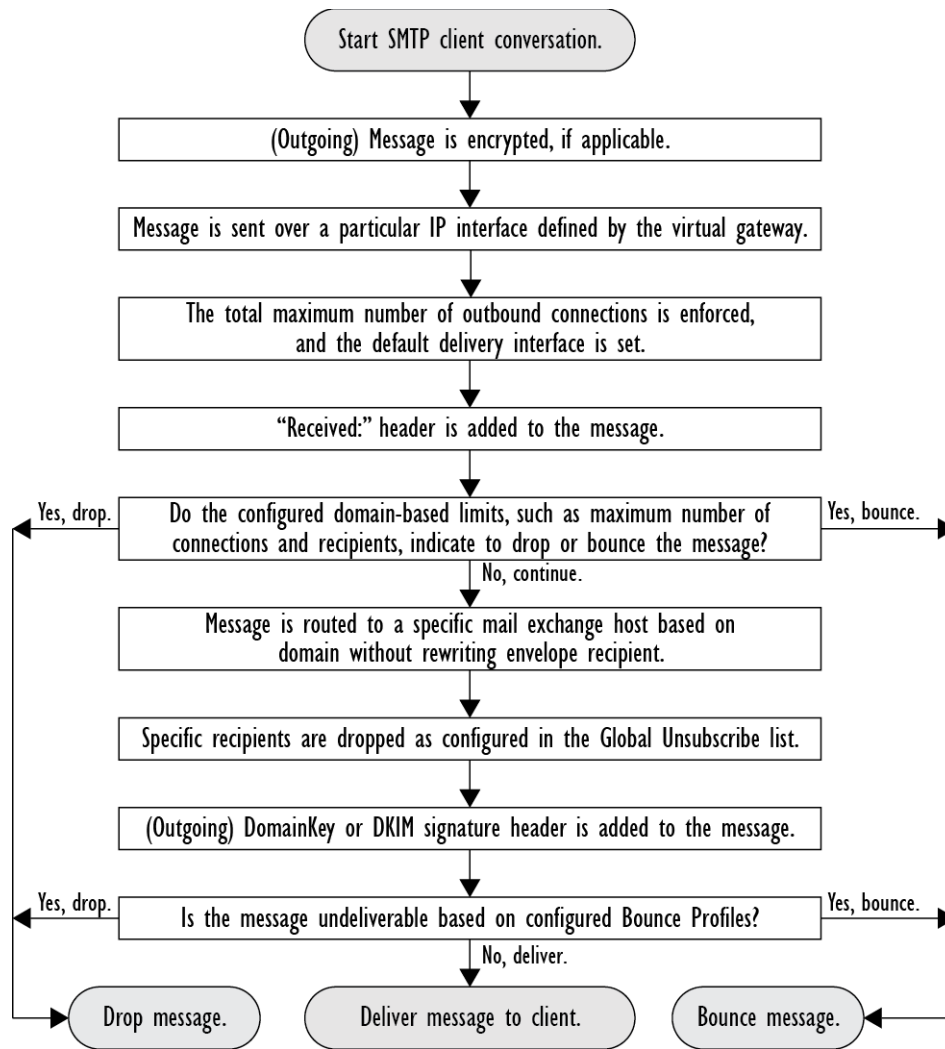 Start SMTP client conversation.
(Outgoing) Message is encrypted, if applicable.
Message is sent over a particular IP interface defined by the virtual gateway.
The total maximum number of outbound connections is enforced,
and the default delivery interface is set.
“Received:” header is added to the message.
Yes, drop.
Do the configured domain-based limits, such as maximum number of
connections and recipients, indicate to drop or bounce the message?
Yes, bounce.
No, continue.
Message is routed to a specific mail exchange host based on
domain without rewriting envelope recipient.
Specific recipients are dropped as configured in the Global Unsubscribe list.
(Outgoing) DomainKey or DKIM signature header is added to the message.
Yes, drop.
Is the message undeliverable based on configured Bounce Profiles?
Yes, bounce.
No, deliver.
Drop message.
Deliver message to client.
Bounce message.